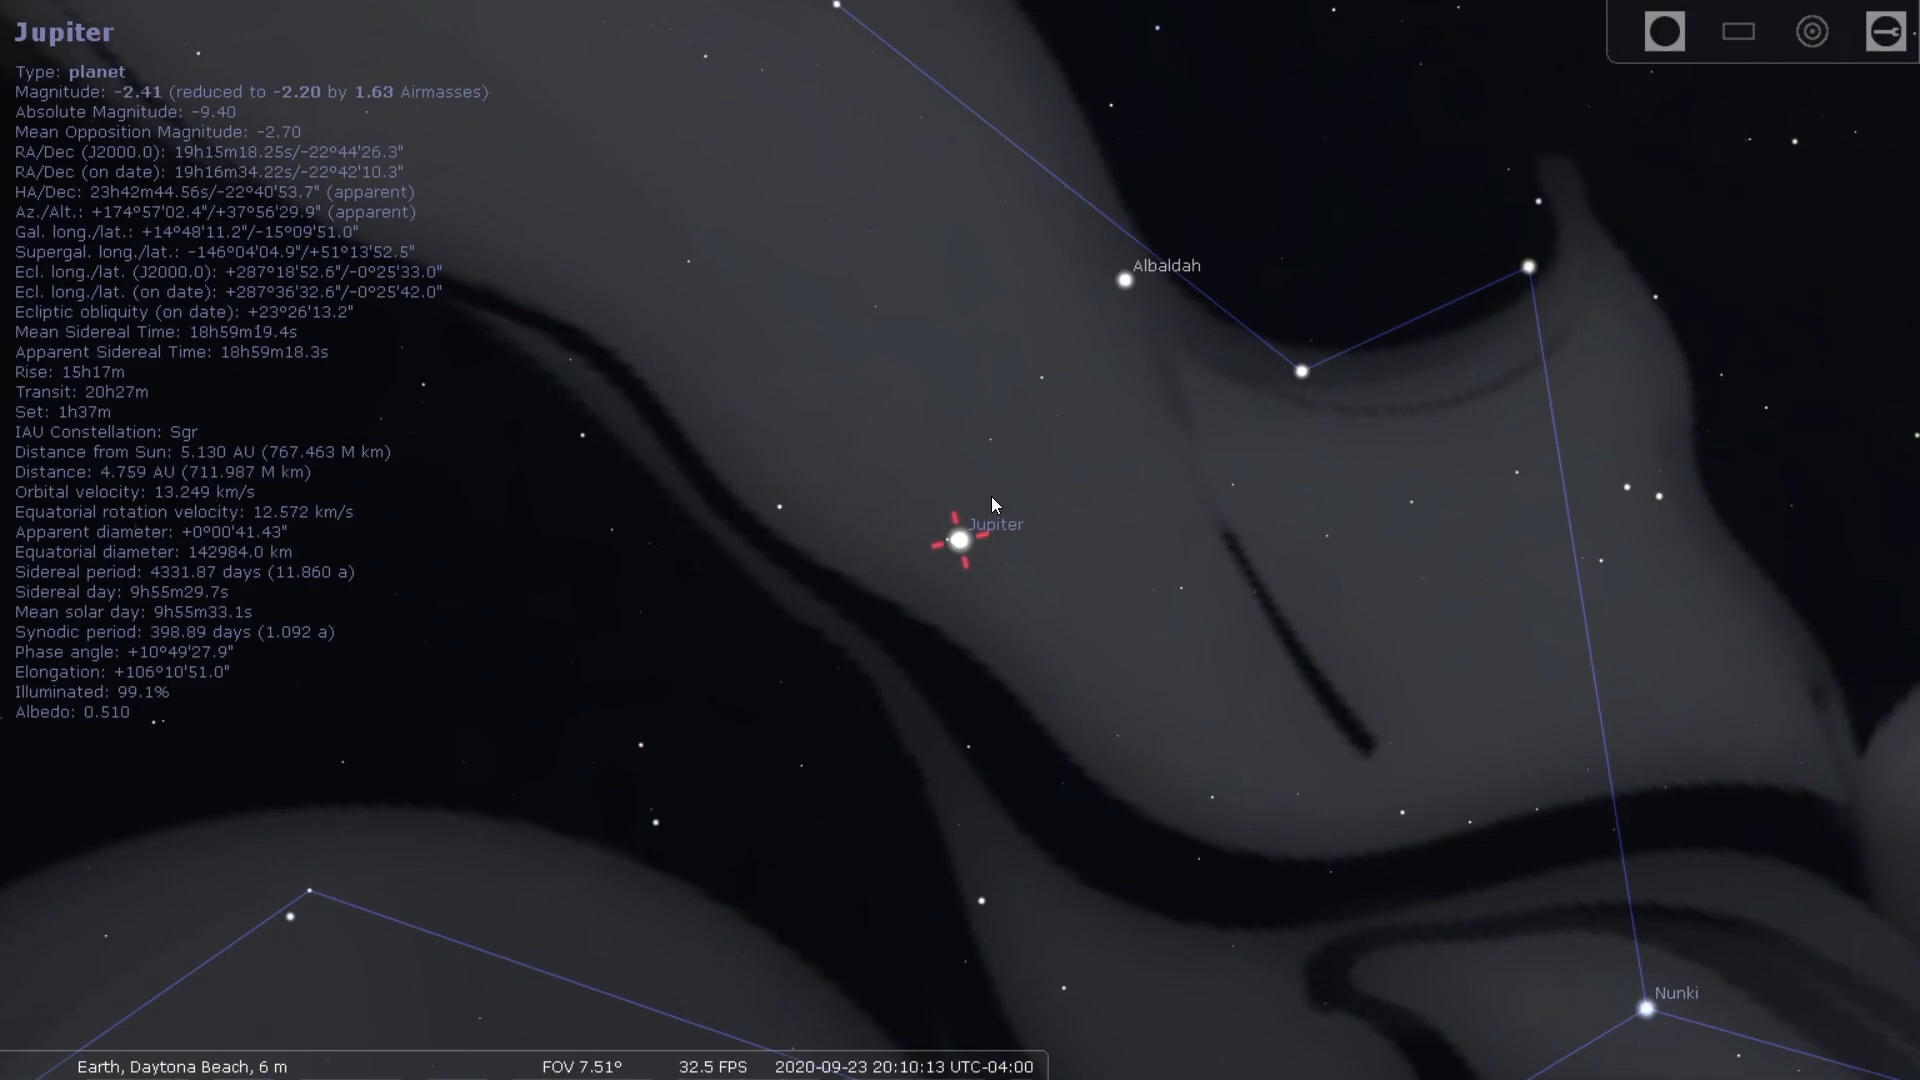 Jupiter
Type: planet
Magnitude: -2.41 (reduced to -2.20 by 1.63 Airmasses)
Absolute Magnitude: -9.40
Mean Opposition Magnitude: -2.70
RA/Dec (J2000.0): 19h15m18.25s/-22°44'26.3"
RA/Dec (on date): 19h16m34.22s/-22°42'10.3"
HA/Dec: 23h42m44.56s/-22°40'53.7" (apparent)
Az./Alt.: +174°57'02.4"/+37°56'29.9" (apparent)
Gal. long./lat.: +14°48'11.2"/-15°09'51.0"
Supergal. long./lat.: -146°04'04.9"/+51°13'52.5"
Ecl. long./lat. (J2000.0): +287°18'52.6"/-0°25'33.0"
Ecl. long./lat. (on date): +287°36'32.6"/-0°25'42.0"
Ecliptic obliquity (on date): +23°26'13.2"
Mean Sidereal Time: 18h59m19.4s
Apparent Sidereal Time: 18h59m18.3s
Rise: 15h17m
Transit: 20h27m
Set: 1h37m
IAU Constellation: Sgr
Distance from Sun: 5.130 AU (767.463 M km)
Distance: 4.759 AU (711.987 M km)
Orbital velocity: 13.249 km/s
Equatorial rotation velocity: 12.572 km/s
Apparent diameter: +0°00'41.43"
Equatorial diameter: 142984.0 km
Sidereal period: 4331.87 days (11.860 a)
Sidereal day: 9h55m29.7s
Mean solar day: 9h55m33.1s
Synodic period: 398.89 days (1.092 a)
Phase angle: +10°49'27.9"
Elongation: +106°10'51.0"
Illuminated: 99.1%
Albedo: 0.510
Albaldah
Jupiter
Nunki
Earth, Daytona Beach, 6 m FOV 7.51° 32.5 FPS 2020-09-23 20:10:13 UTC-04:00